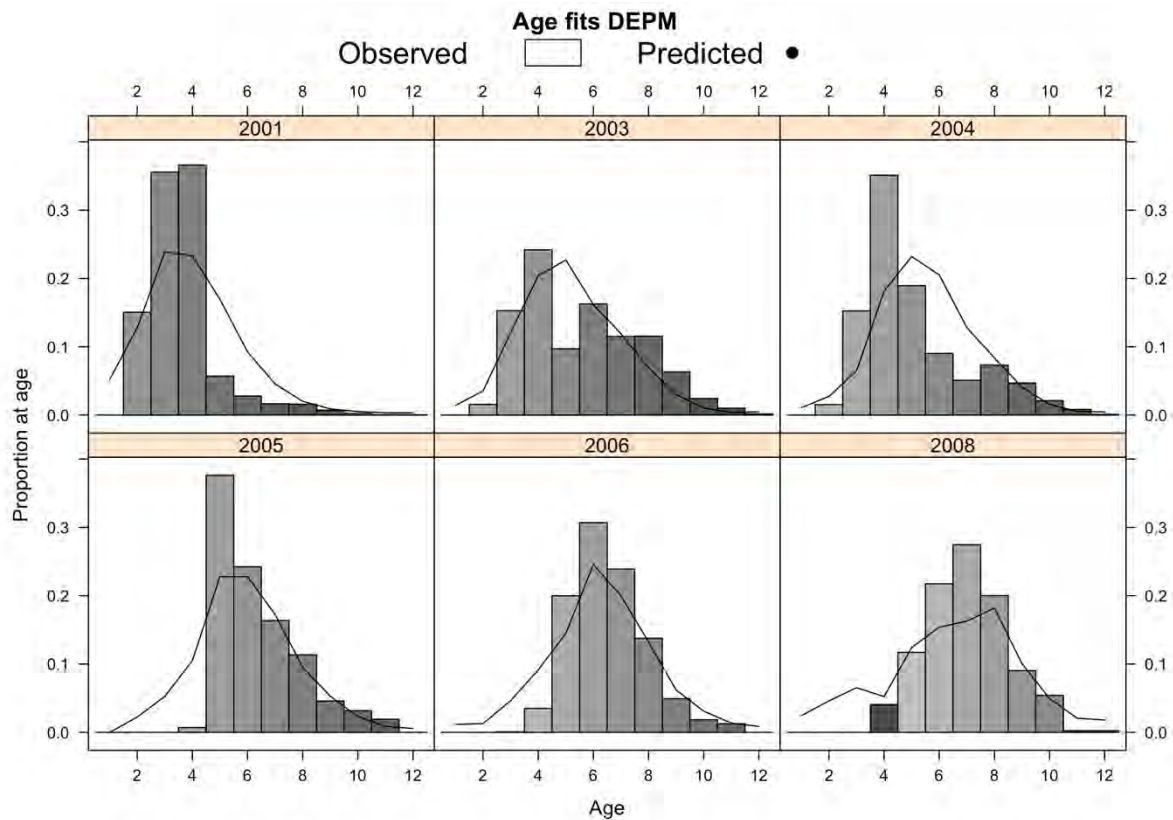 Age fits DEPM
Observed Predicted
2 4 6 8 10 12 2 4 6 8 10 12 2 4 6 8 10 12
2001 2003 2004
0.3 0.3
0.2 0.2
0.1 0.1
0.0 0.0
2005 2006 2008
0.3 0.3
0.2 0.2
0.1 0.1
0.0 0.0
2 4 6 8 10 12 2 4 6 8 10 12 2 4 6 8 10 12
Proportion at age
Age